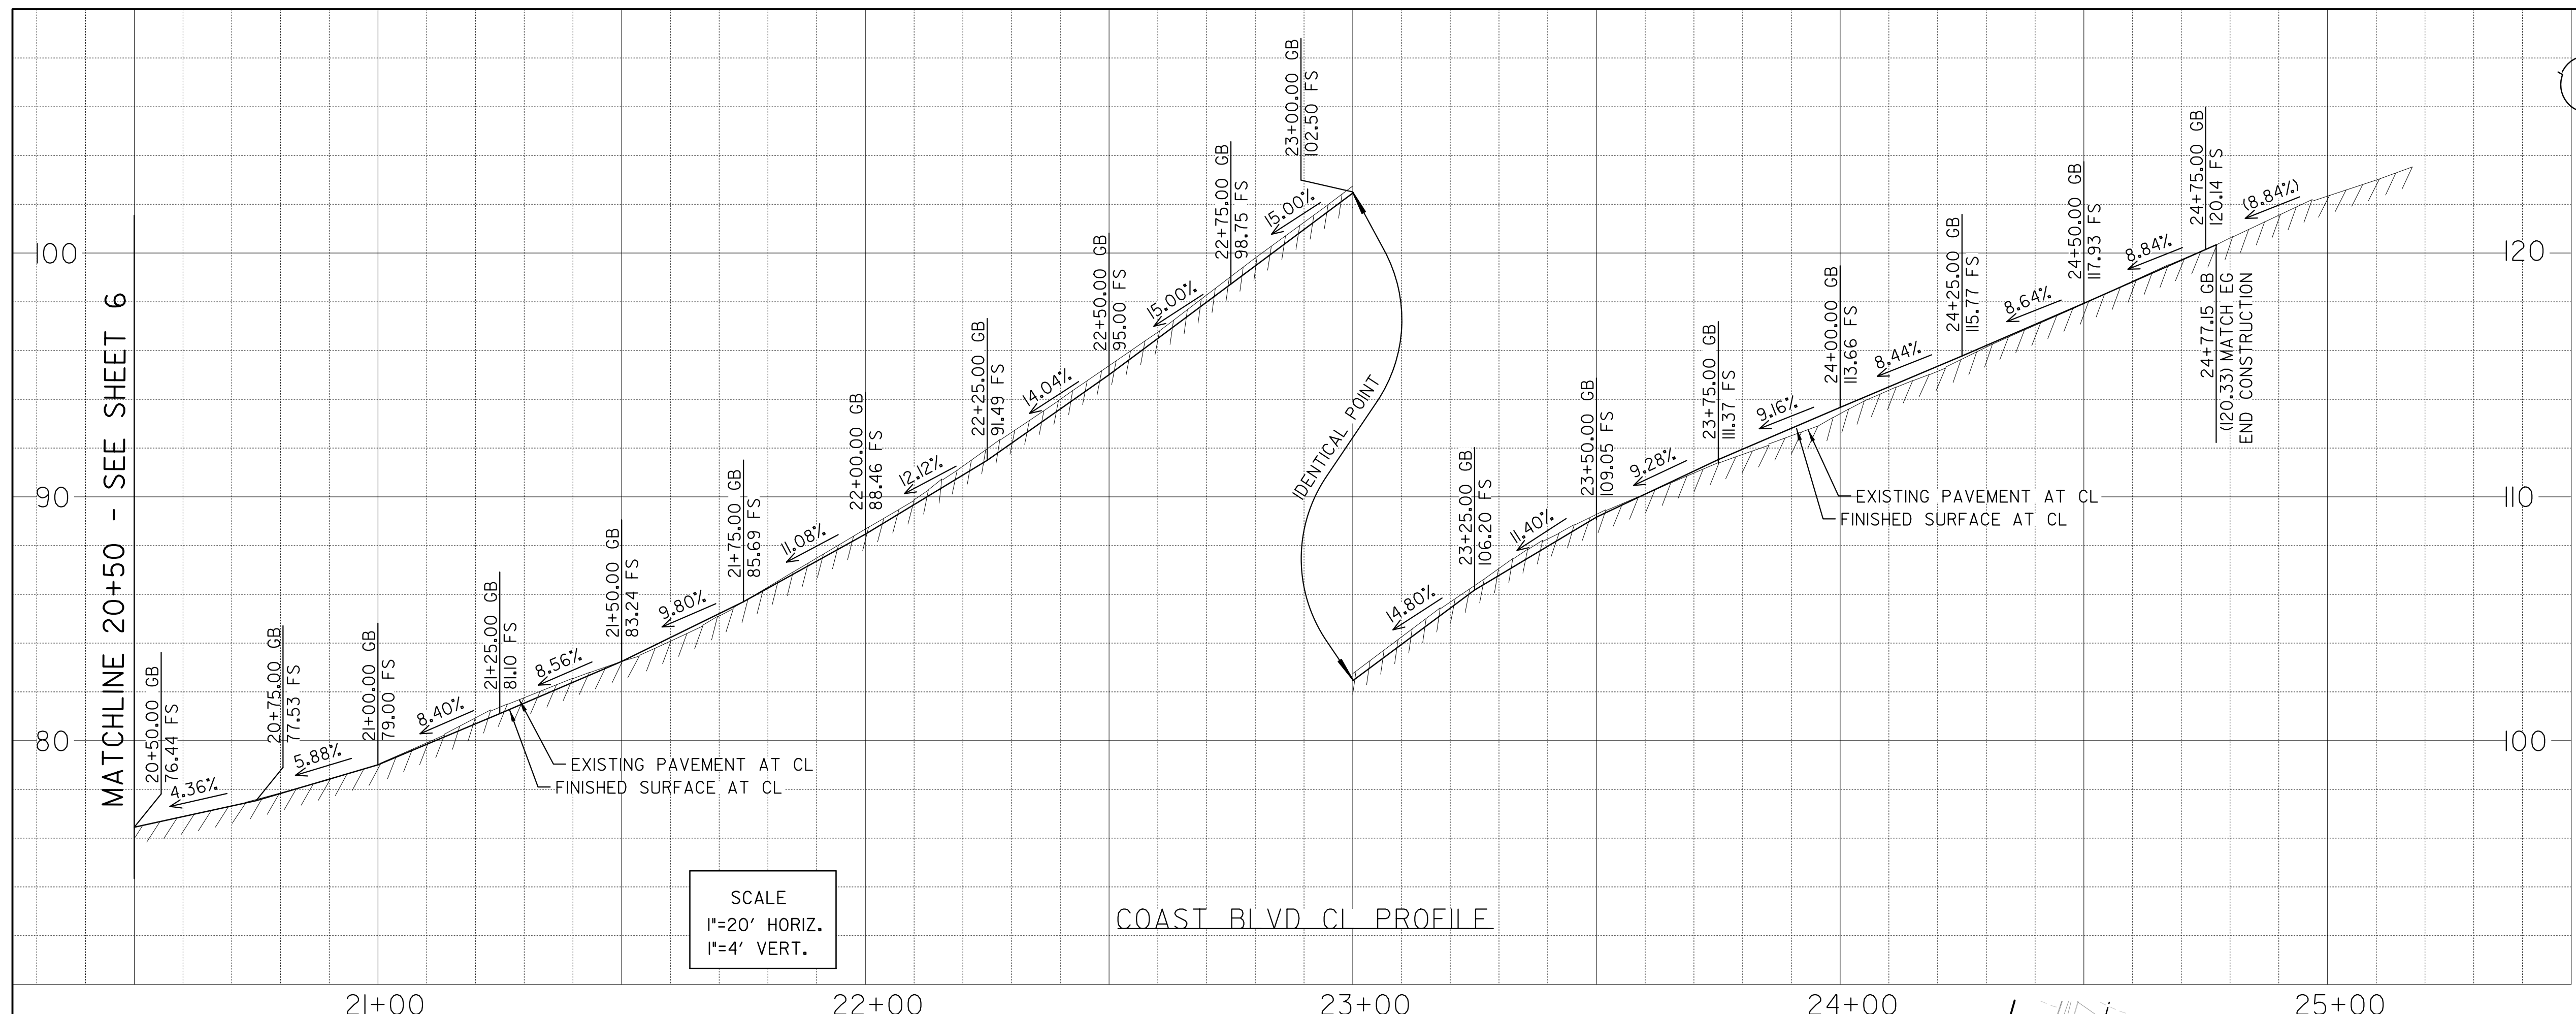 MATCHLINE 20+50 - SEE SHEET 6
100
90
80
20+50.00 GB
76.44 FS
4.36%
20+75.00 GB
77.53 FS
5.88%
21+00.00 GB
79.00 FS
8.40%
21+25.00 GB
81.10 FS
8.56%
21+50.00 GB
83.24 FS
9.80%
21+75.00 GB
85.69 FS
11.08%
22+00.00 GB
88.46 FS
12.12%
22+25.00 GB
91.49 FS
14.04%
22+50.00 GB
95.00 FS
15.00%
22+75.00 GB
98.75 FS
15.00%
23+00.00 GB
102.50 FS
EXISTING PAVEMENT AT CL
FINISHED SURFACE AT CL
IDENTICAL POINT
14.80%
23+25.00 GB
106.20 FS
11.40%
23+50.00 GB
109.05 FS
9.28%
23+75.00 GB
111.37 FS
9.16%
24+00.00 GB
113.66 FS
8.44%
24+25.00 GB
115.77 FS
8.64%
24+50.00 GB
117.93 FS
8.84%
24+75.00 GB
120.14 FS
(8.84%)
24+77.15 GB
(120.33) MATCH EG
END CONSTRUCTION
EXISTING PAVEMENT AT CL
FINISHED SURFACE AT CL
120
110
100
SCALE
1"=20' HORIZ.
1"=4' VERT.
COAST BLVD CL PROFILE
21+00
22+00
23+00
24+00
25+00